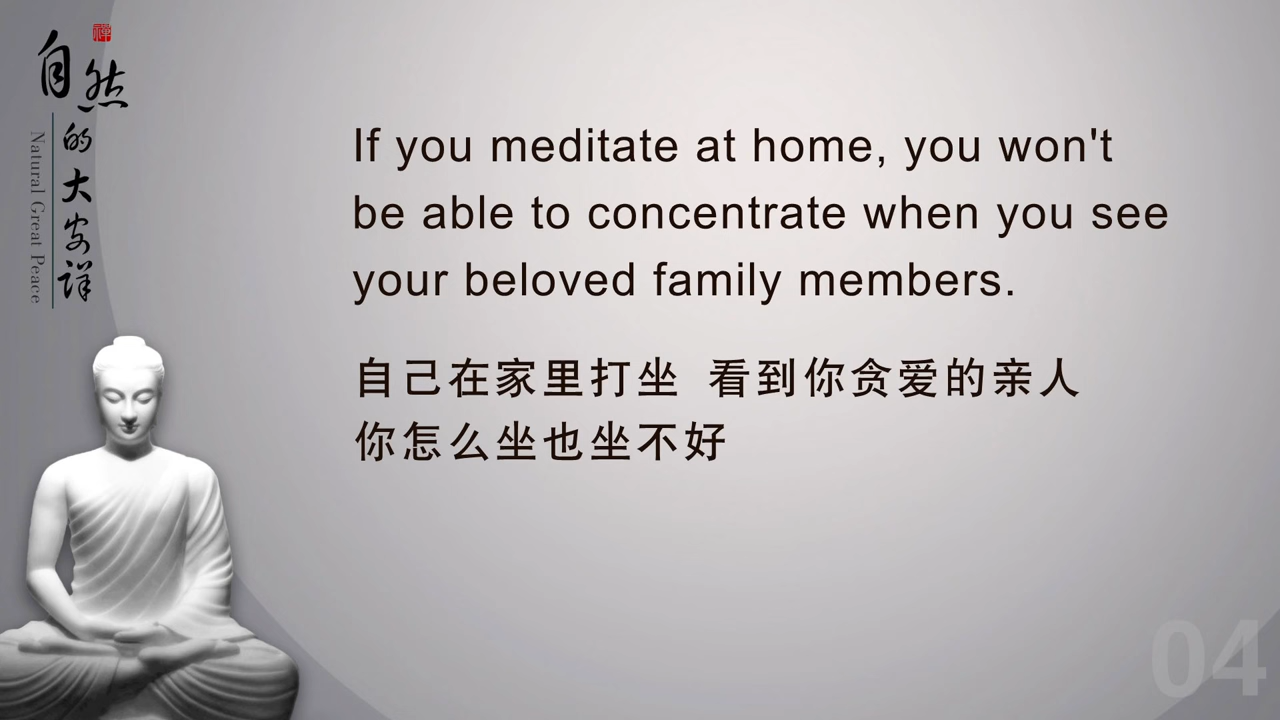 禅
自然
的大安詳
Natural Great Peace
If you meditate at home, you won't
be able to concentrate when you see
your beloved family members.
自己在家里打坐 看到你贪爱的亲人
你怎么坐也坐不好
04